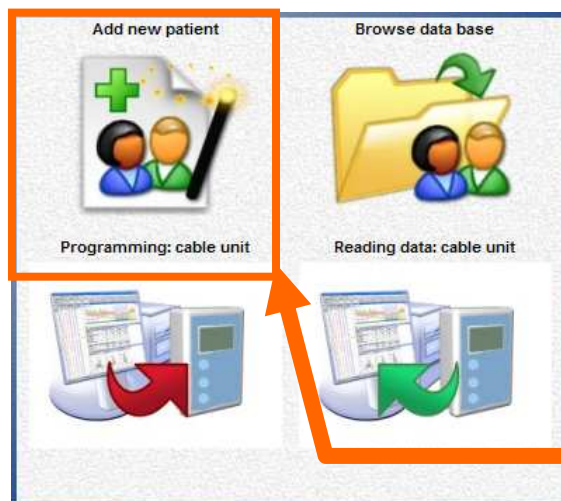 Add new patient
Browse data base
Programming: cable unit
Reading data: cable unit